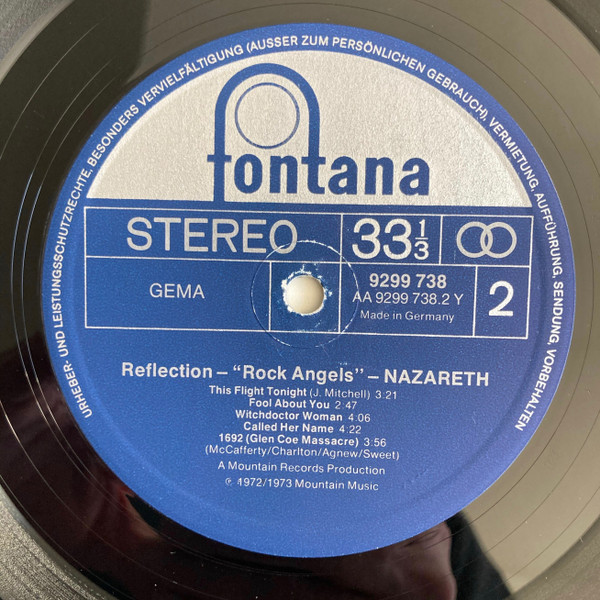 URHEBER- UND LEISTUNGSSCHUTZRECHTE, BESONDERS VERVIELFÄLTIGUNG (AUSSER ZUM PERSÖNLICHEN GEBRAUCH), VERMIETUNG, AUFFÜHRUNG, SENDUNG, VORBEHALTEN
fontana
STEREO 33 1/3
GEMA
9299 738
AA 9299 738.2 Y
Made in Germany
2
Reflection – "Rock Angels" – NAZARETH
This Flight Tonight (J. Mitchell) 3:21
Fool About You 2:47
Witchdoctor Woman 4:06
Called Her Name 4:22
1692 (Glen Coe Massacre) 3:56
(McCafferty/Charlton/Agnew/Sweet)
A Mountain Records Production
℗ 1972/1973 Mountain Music